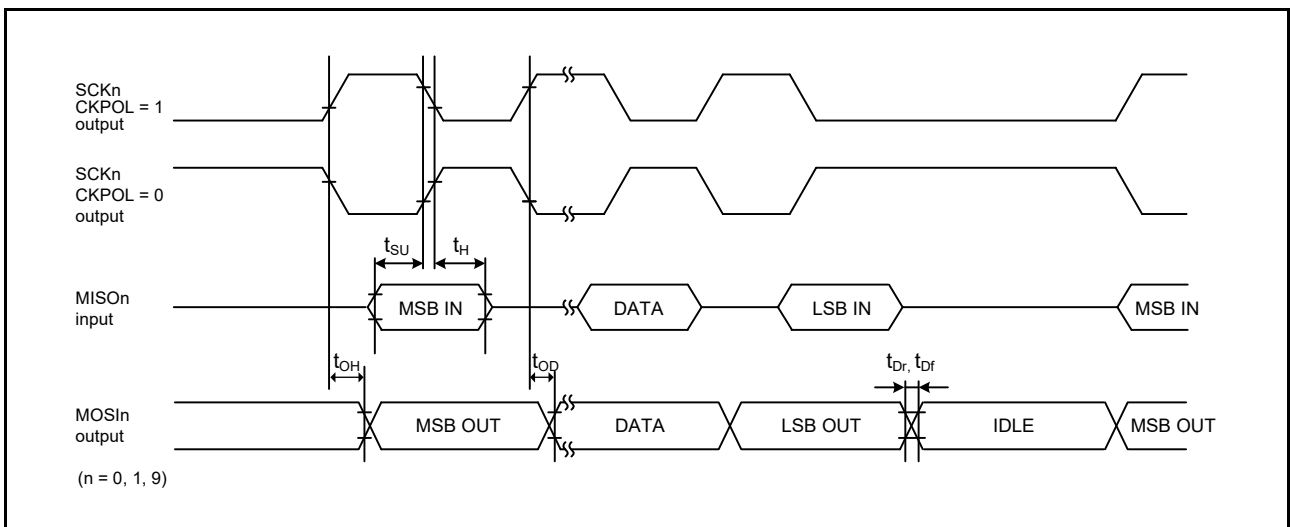 SCKn
CKPOL = 1
output
SCKn
CKPOL = 0
output
tSU
tH
MISOn
input
MSB IN
DATA
LSB IN
MSB IN
tOH
tOD
tDr, tDf
MOSIn
output
MSB OUT
DATA
LSB OUT
IDLE
MSB OUT
(n = 0, 1, 9)